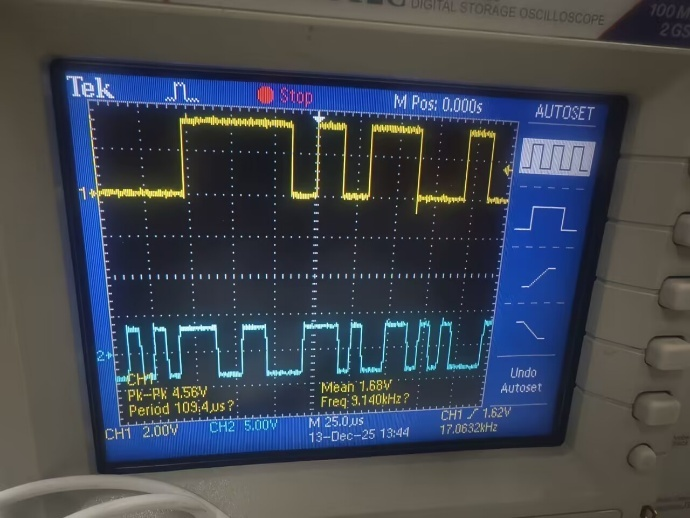 DIGITAL STORAGE OSCILLOSCOPE
100 M
2 GS
Tek
Stop
M Pos: 0.000s
AUTOSET
1
2
CH1
Pk-Pk 4.56V
Period 109.4µs?
Mean 1.68V
Freq 9.140kHz?
Undo
Autoset
CH1 2.00V
CH2 5.00V
M 25.0µs
CH1 1.62V
13-Dec-25 13:44
17.0632kHz